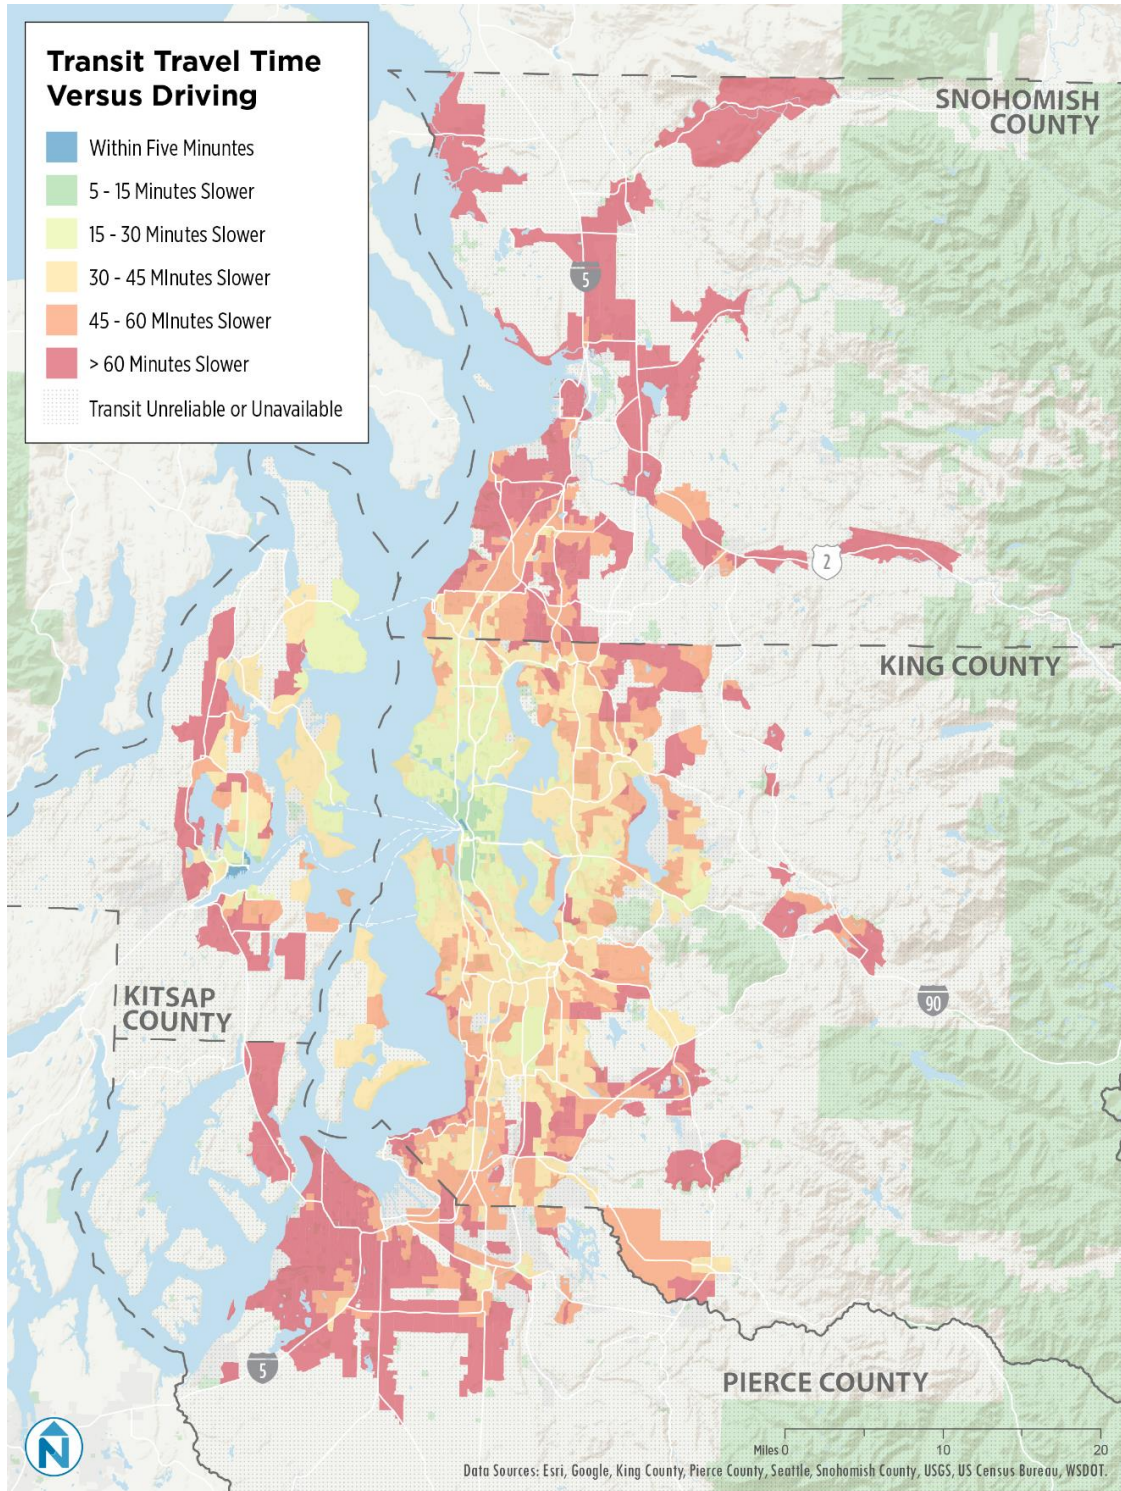 Transit Travel Time
Versus Driving
Within Five Minuntes
5 - 15 Minutes Slower
15 - 30 Minutes Slower
30 - 45 MInutes Slower
45 - 60 MInutes Slower
> 60 Minutes Slower
Transit Unreliable or Unavailable
SNOHOMISH
COUNTY
5
2
KING COUNTY
KITSAP
COUNTY
90
5
PIERCE COUNTY
N
Miles 0 10 20
Data Sources: Esri, Google, King County, Pierce County, Seattle, Snohomish County, USGS, US Census Bureau, WSDOT.